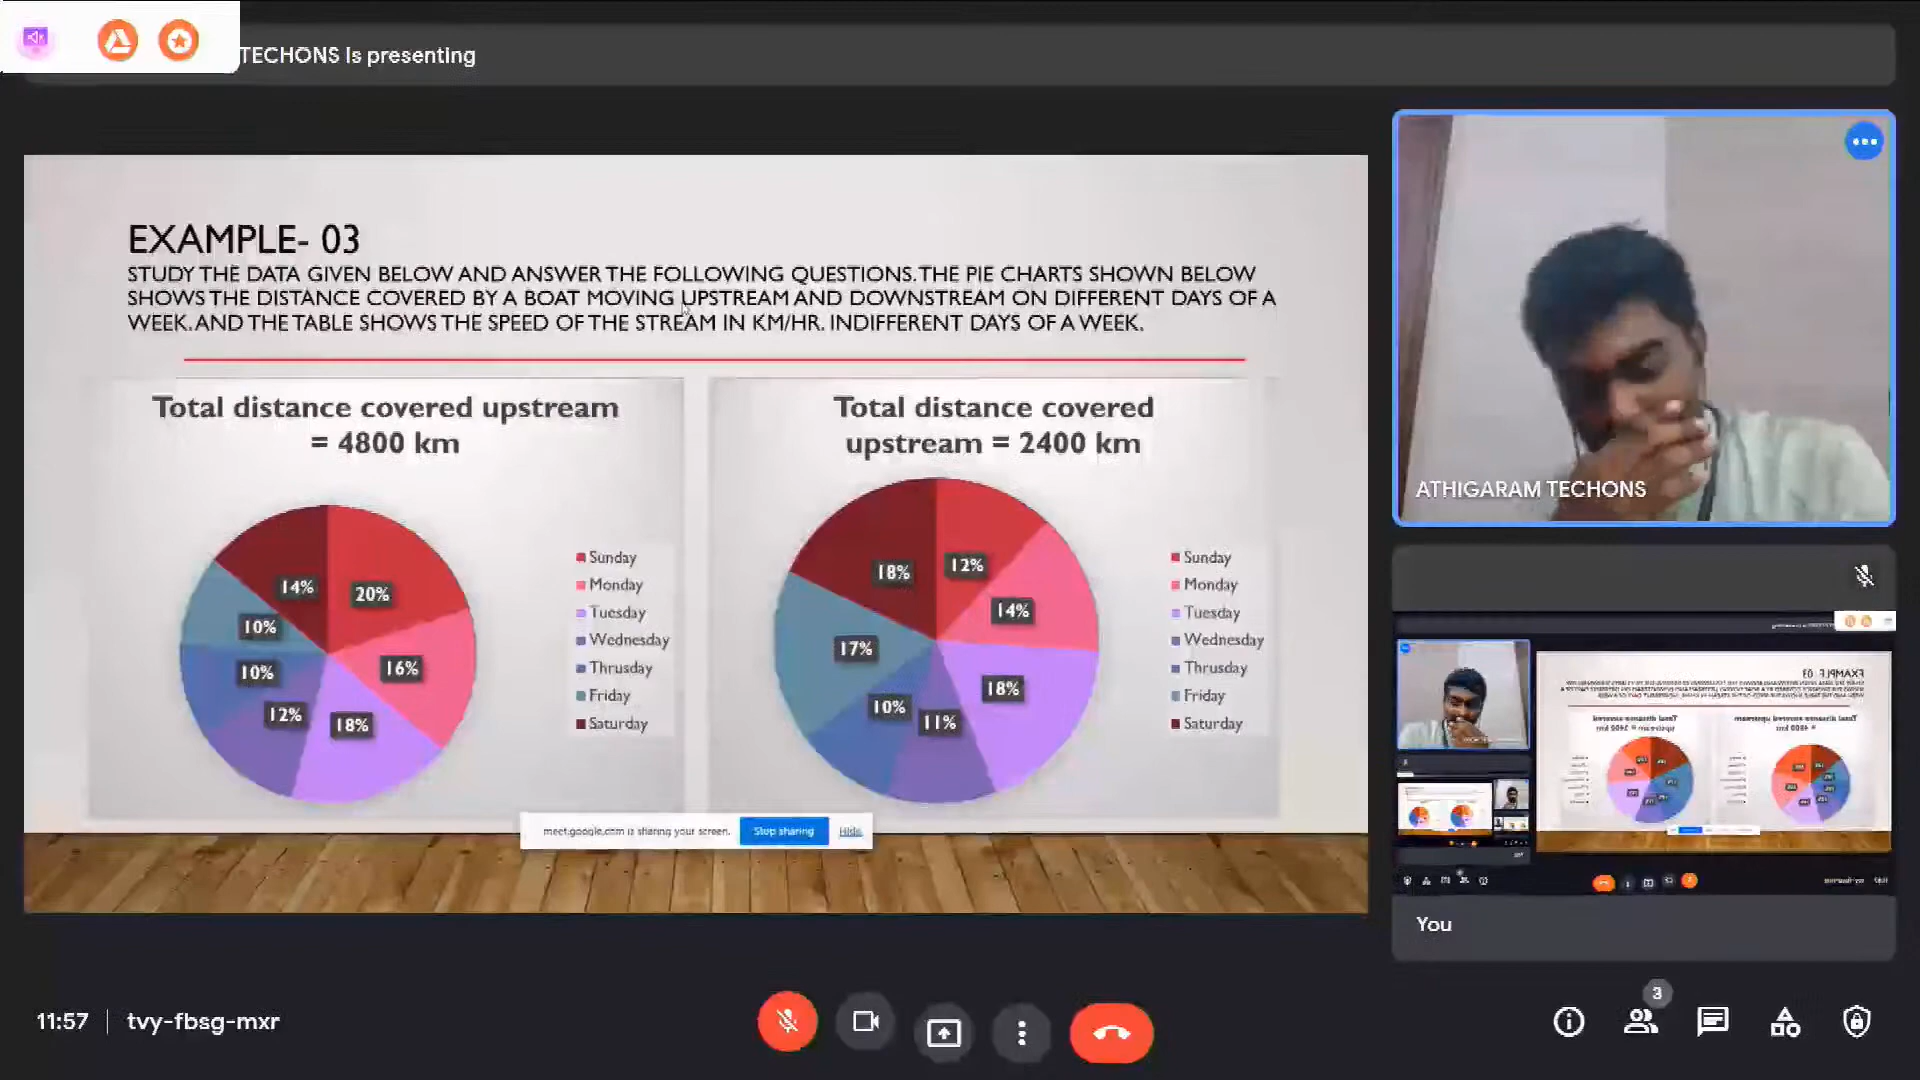 TECHONS Is presenting
EXAMPLE- 03
STUDY THE DATA GIVEN BELOW AND ANSWER THE FOLLOWING QUESTIONS. THE PIE CHARTS SHOWN BELOW
SHOWS THE DISTANCE COVERED BY A BOAT MOVING UPSTREAM AND DOWNSTREAM ON DIFFERENT DAYS OF A
WEEK. AND THE TABLE SHOWS THE SPEED OF THE STREAM IN KM/HR. INDIFFERENT DAYS OF A WEEK.
Total distance covered upstream
= 4800 km
20%
16%
18%
12%
10%
10%
14%
Sunday
Monday
Tuesday
Wednesday
Thrusday
Friday
Saturday
Total distance covered
upstream = 2400 km
12%
14%
18%
11%
10%
17%
18%
Sunday
Monday
Tuesday
Wednesday
Thrusday
Friday
Saturday
meet.google.com is sharing your screen.
Stop sharing
Hide
ATHIGARAM TECHONS
You
11:57
tvy-fbsg-mxr
3